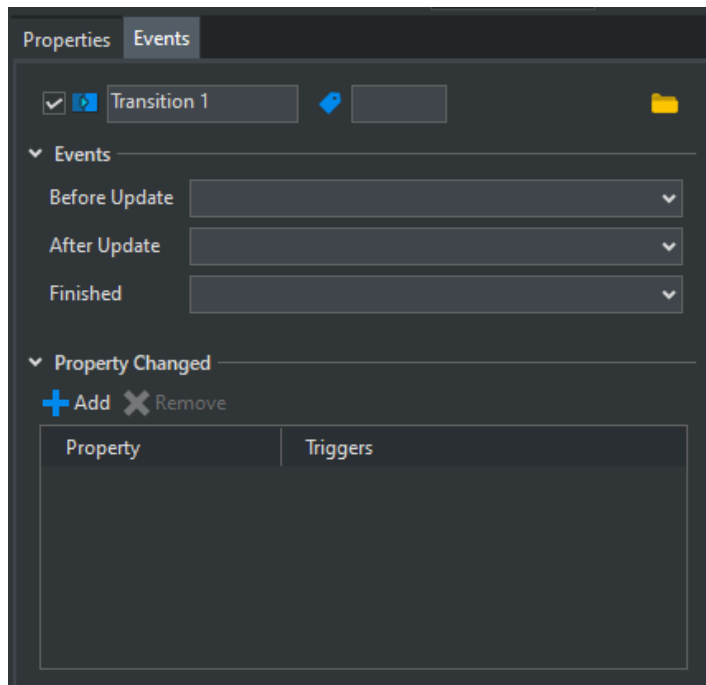 Properties Events
Transition 1
Events
Before Update
After Update
Finished
Property Changed
Add Remove
Property Triggers